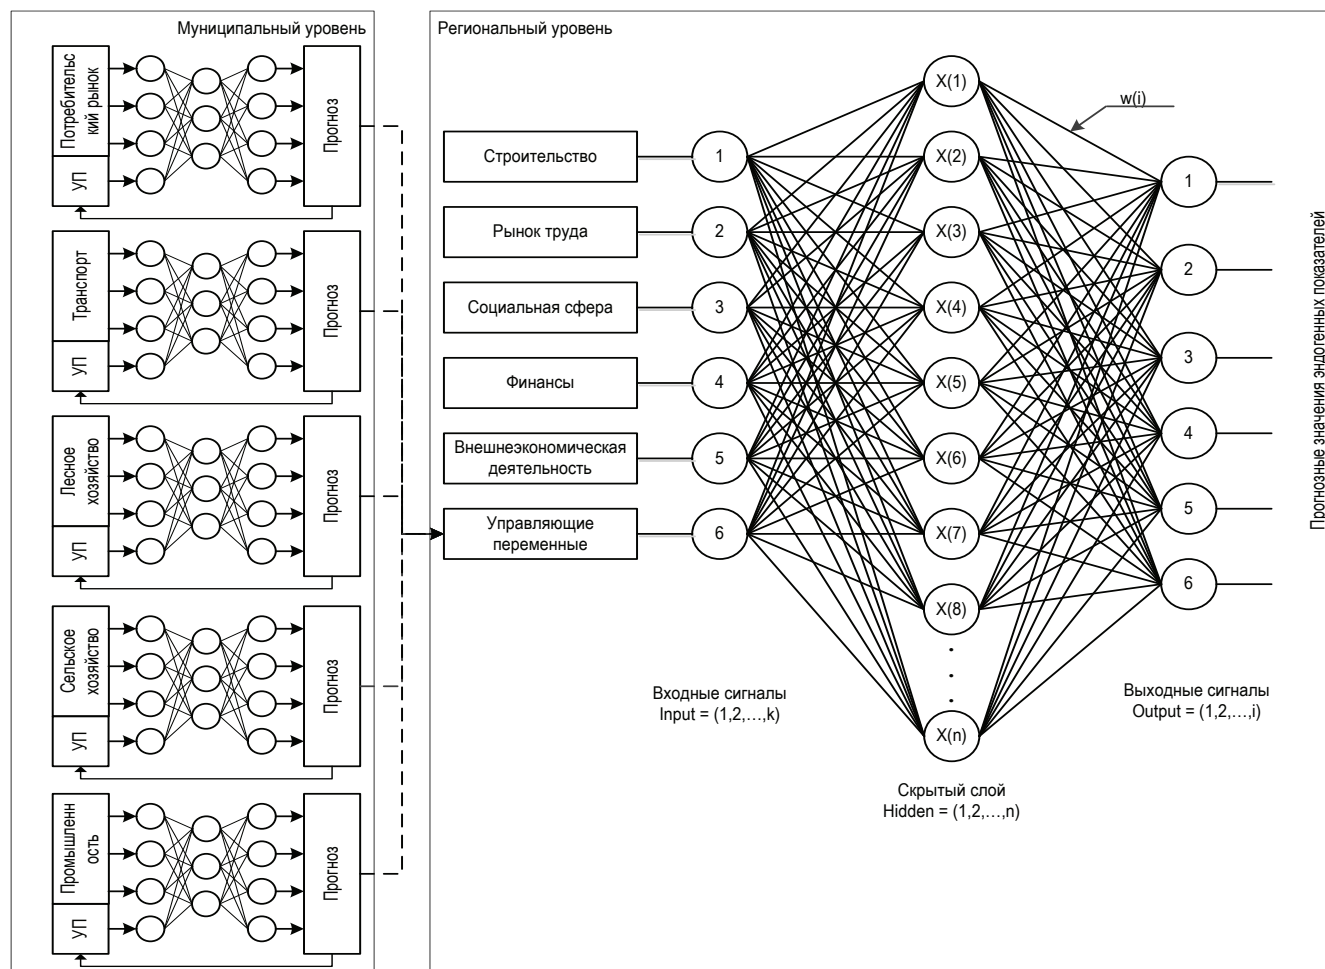 Муниципальный уровень
Потребительс
кий рынок
УП
Прогноз
Транспорт
УП
Прогноз
Лесное
хозяйство
УП
Прогноз
Сельское
хозяйство
УП
Прогноз
Промышленн
ость
УП
Прогноз
Региональный уровень
Строительство
Рынок труда
Социальная сфера
Финансы
Внешнеэкономическая
деятельность
Управляющие
переменные
1
2
3
4
5
6
Входные сигналы
Input = (1,2,…,k)
X(1)
X(2)
X(3)
X(4)
X(5)
X(6)
X(7)
X(8)
X(n)
Скрытый слой
Hidden = (1,2,…,n)
w(i)
1
2
3
4
5
6
Выходные сигналы
Output = (1,2,…,i)
Прогнозные значения эндогенных показателей